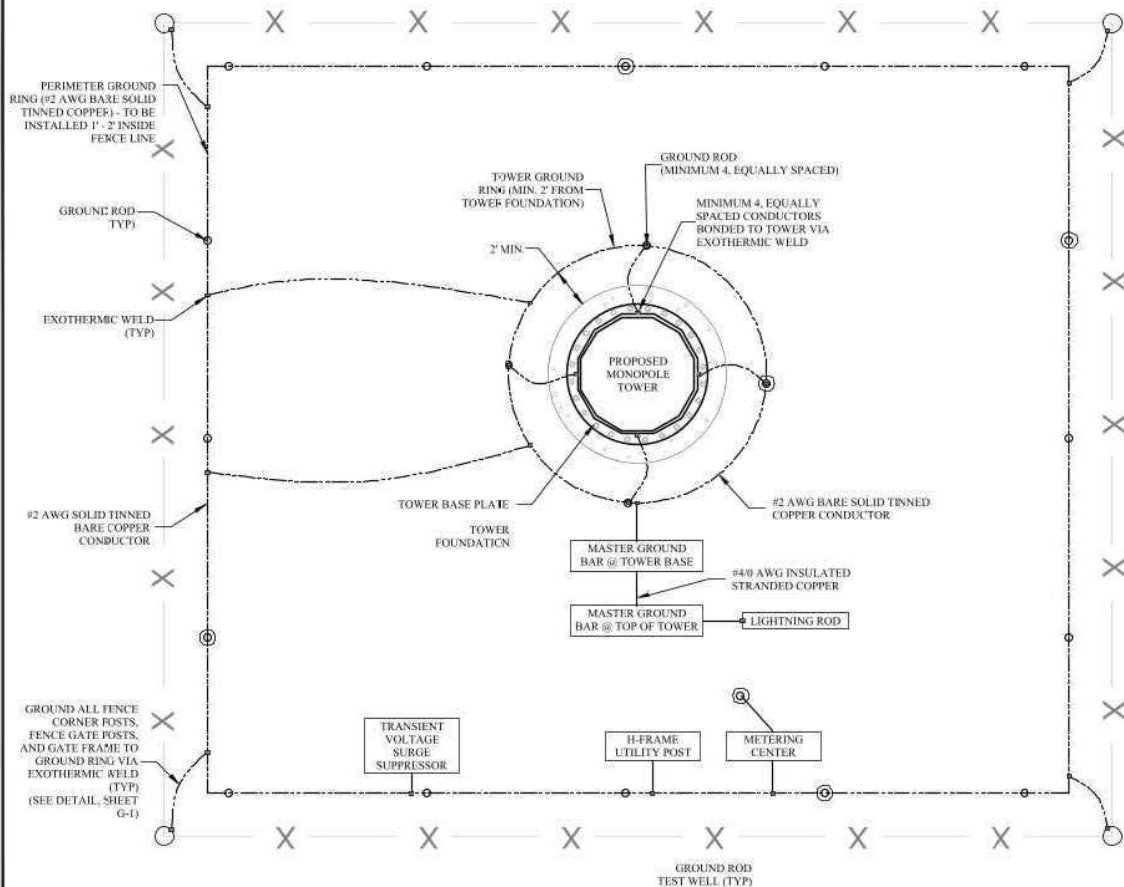 PERIMETER GROUND
RING (#2 AWG BARE SOLID
TINNED COPPER) - TO BE
INSTALLED 1' - 2' INSIDE
FENCE LINE
GROUND ROD
TYP)
EXOTHERMIC WELD
(TYP)
#2 AWG SOLID TINNED
BARE COPPER
CONDUCTOR
GROUND ALL FENCE
CORNER POSTS,
FENCE GATE POSTS,
AND GATE FRAME TO
GROUND RING VIA
EXOTHERMIC WELD
(TYP)
(SEE DETAIL, SHEET
G-1)
TOWER GROUND
RING (MIN. 2' FROM
TOWER FOUNDATION)
2' MIN.
GROUND ROD
(MINIMUM 4, EQUALLY SPACED)
MINIMUM 4, EQUALLY
SPACED CONDUCTORS
BONDED TO TOWER VIA
EXOTHERMIC WELD
PROPOSED
MONOPOLE
TOWER
TOWER BASE PLATE
TOWER
FOUNDATION
#2 AWG BARE SOLID TINNED
COPPER CONDUCTOR
MASTER GROUND
BAR @ TOWER BASE
#4/0 AWG INSULATED
STRANDED COPPER
MASTER GROUND
BAR @ TOP OF TOWER
LIGHTNING ROD
TRANSIENT
VOLTAGE
SURGE
SUPPRESSOR
H-FRAME
UTILITY POST
METERING
CENTER
GROUND ROD
TEST WELL (TYP)